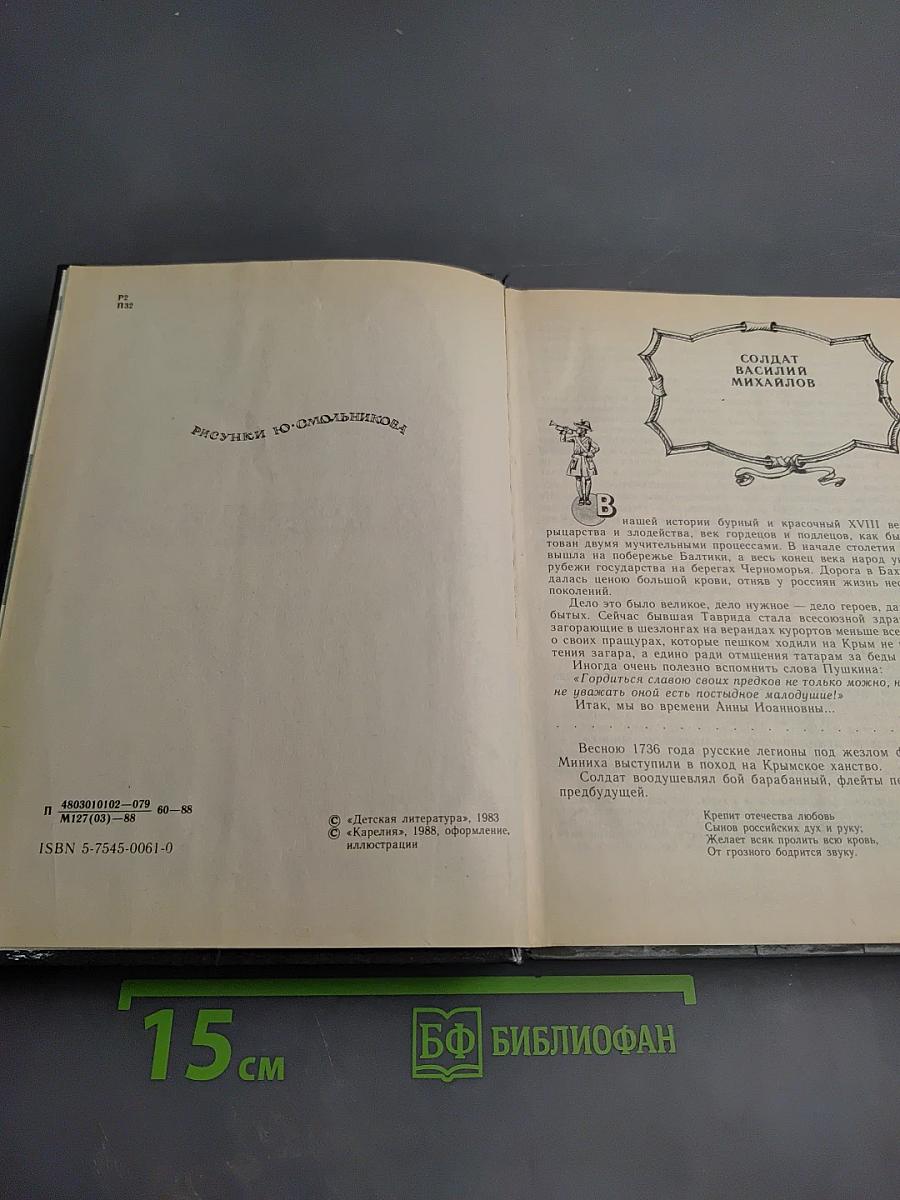 Р2
П32
РИСУНКИ Ю·СМОЛЬНИКОВА
П 4803010102—079 60—88
М127(03)—88
ISBN 5-7545-0061-0
© «Детская литература», 1983
© «Карелия», 1988, оформление,
иллюстрации
СОЛДАТ
ВАСИЛИЙ
МИХАЙЛОВ
В нашей истории бурный и красочный XVIII
рыцарства и злодейства, век гордецов и подлецов, как
тован двумя мучительными процессами. В начале столетия
вышла на побережье Балтики, а весь конец века народ
рубежи государства на берегах Черноморья. Дорога в
далась ценою большой крови, отняв у россиян жизнь
поколений.
Дело это было великое, дело нужное — дело героев,
бытых. Сейчас бывшая Таврида стала всесоюзной
загорающие в шезлонгах на верандах курортов меньше
о своих пращурах, которые пешком ходили на Крым не
тения загара, а едино ради отмщения татарам за беды
Иногда очень полезно вспомнить слова Пушкина:
«Гордиться славою своих предков не только можно,
не уважать оной есть постыдное малодушие!»
Итак, мы во времени Анны Иоанновны...
Весною 1736 года русские легионы под жезлом
Миниха выступили в поход на Крымское ханство.
Солдат воодушевлял бой барабанный, флейты
предбудущей.
Крепит отечества любовь
Сынов российских дух и руку;
Желает всяк пролить всю кровь,
От грозного бодрится звуку.
15 см
БФ БИБЛИОФАН